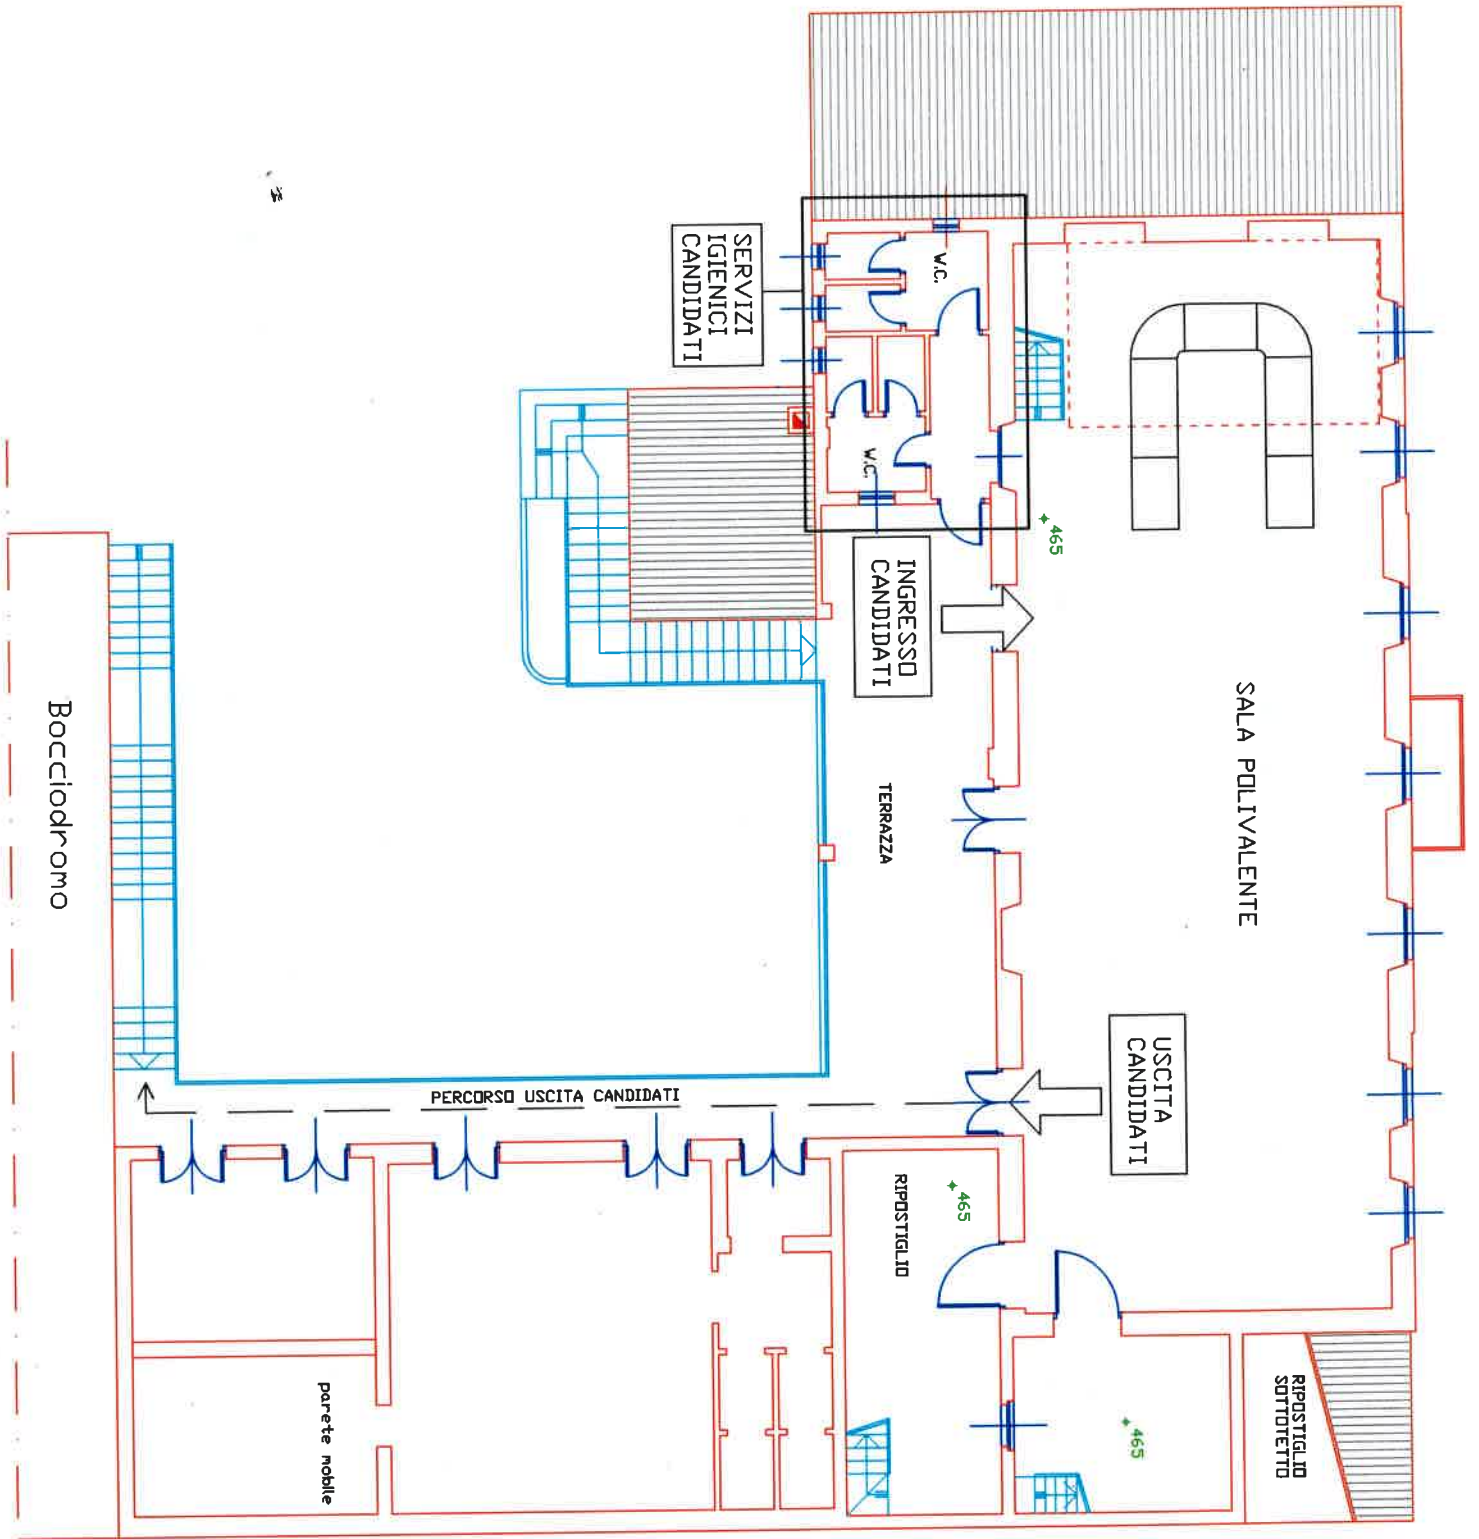 SERVIZI
IGIENICI
CANDIDATI
W.C.
W.C.
465
INGRESSO
CANDIDATI
SALA POLIVALENTE
TERRAZZA
Bocciodromo
USCITA
CANDIDATI
PERCORSO USCITA CANDIDATI
RIPOSTIGLIO
465
465
RIPOSTIGLIO
SOTTOTETTO
parete mobile